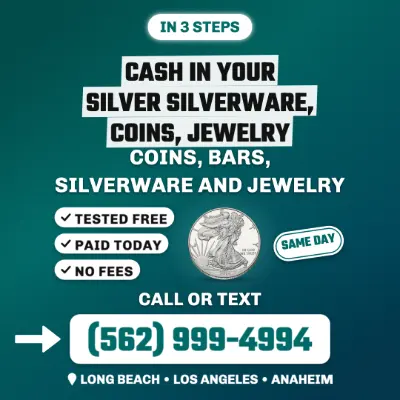 IN 3 STEPS
CASH IN YOUR
SILVER SILVERWARE,
COINS, JEWELRY
COINS, BARS,
SILVERWARE AND JEWELRY
TESTED FREE
PAID TODAY
NO FEES
SAME DAY
CALL OR TEXT
(562) 999-4994
LONG BEACH • LOS ANGELES • ANAHEIM